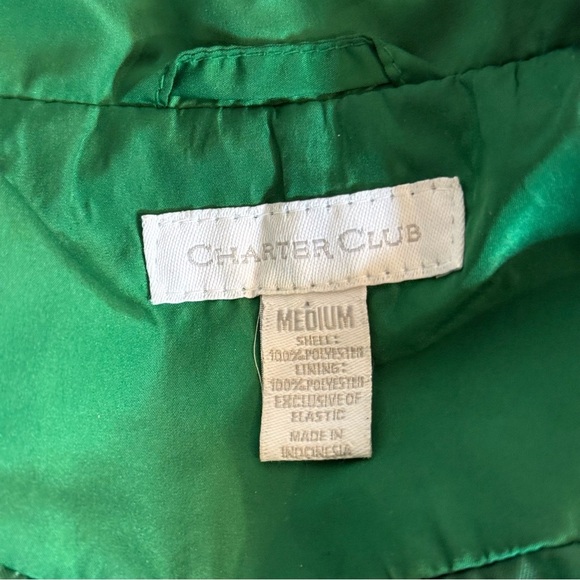 CHARTER CLUB
MEDIUM
SHELL:
100% POLYESTER
LINING:
100% POLYESTER
EXCLUSIVE OF
ELASTIC
MADE IN
INDONESIA